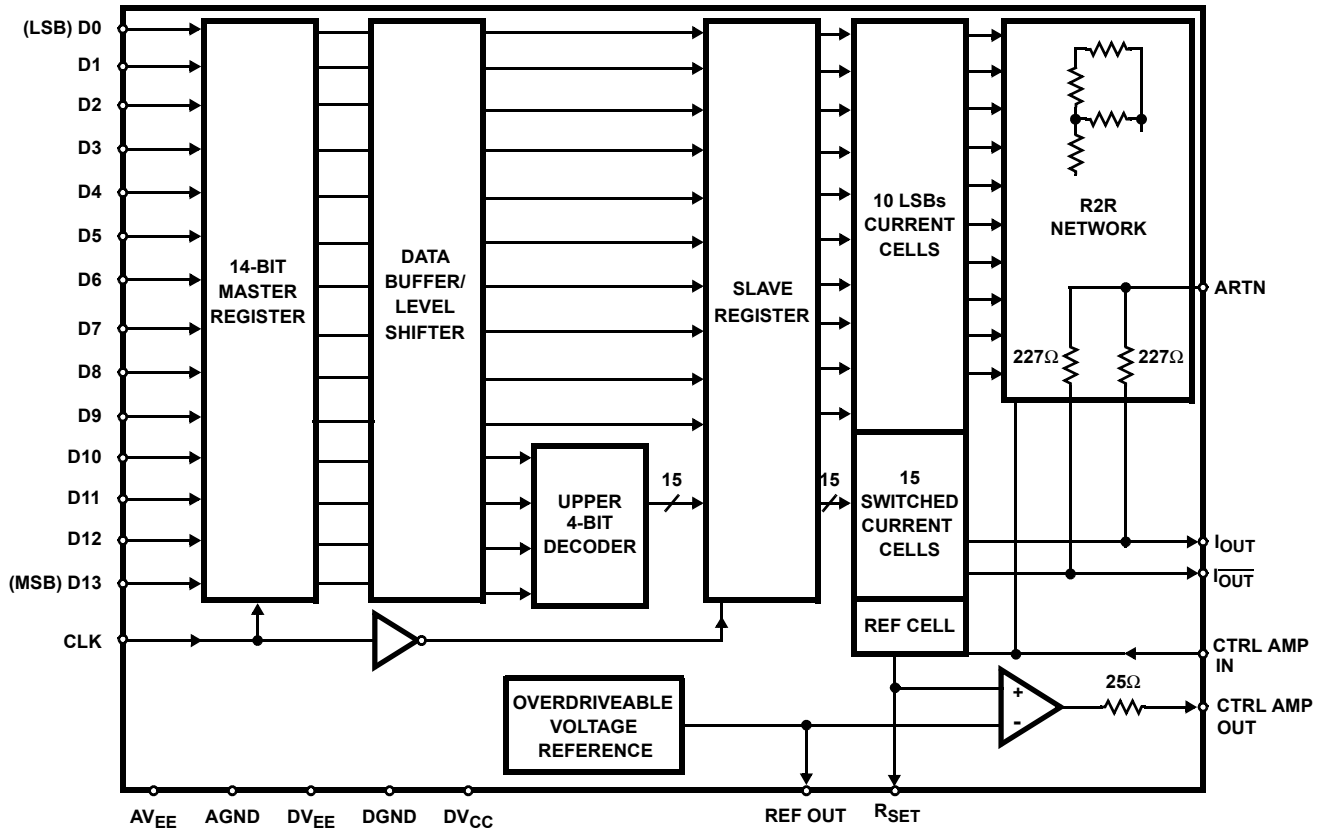 (LSB) D0
D1
D2
D3
D4
D5
D6
D7
D8
D9
D10
D11
D12
(MSB) D13
CLK
14-BIT
MASTER
REGISTER
DATA
BUFFER/
LEVEL
SHIFTER
UPPER
4-BIT
DECODER
15
SLAVE
REGISTER
15
10 LSBs
CURRENT
CELLS
15
SWITCHED
CURRENT
CELLS
REF CELL
R2R
NETWORK
227Ω
227Ω
ARTN
IOUT
I̅O̅U̅T̅
CTRL AMP
IN
25Ω
CTRL AMP
OUT
+
-
OVERDRIVEABLE
VOLTAGE
REFERENCE
AVEE
AGND
DVEE
DGND
DVCC
REF OUT
RSET